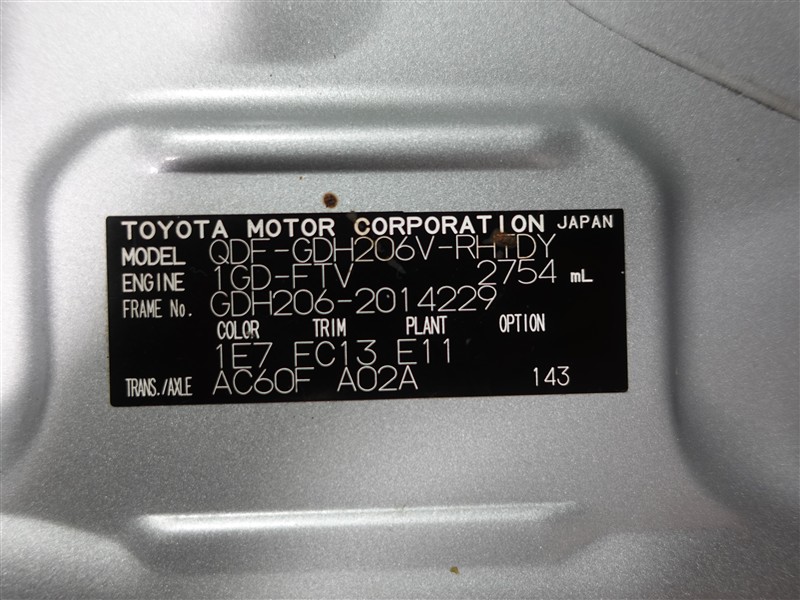 TOYOTA MOTOR CORPORATION JAPAN
MODEL QDF-GDH206V-RHTDY
ENGINE 1GD-FTV 2754 mL
FRAME No. GDH206-2014229
COLOR TRIM PLANT OPTION
1E7 FC13 E11
TRANS./AXLE AC60F A02A 143